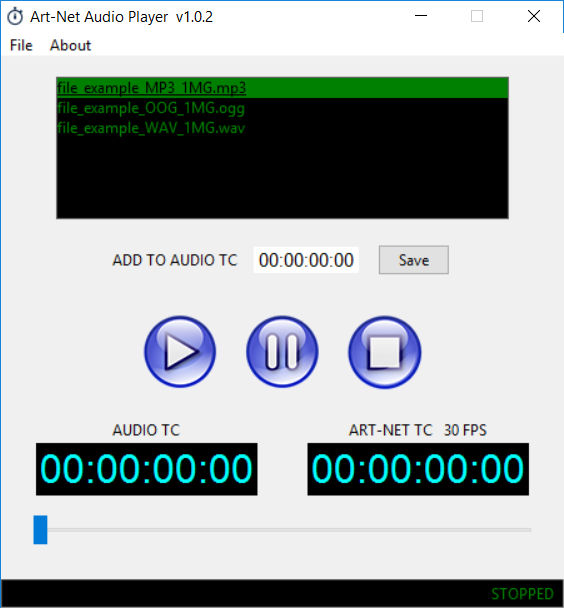 Art-Net Audio Player v1.0.2
File About
file_example_MP3_1MG.mp3
file_example_OOG_1MG.ogg
file_example_WAV_1MG.wav
ADD TO AUDIO TC 00:00:00:00 Save
AUDIO TC ART-NET TC 30 FPS
00:00:00:00 00:00:00:00
STOPPED